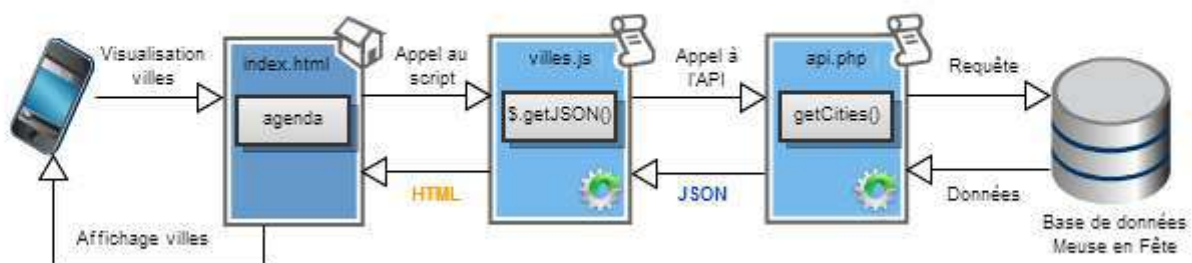 Visualisation
villes
index.html
agenda
Appel au
script
HTML
villes.js
$.getJSON()
Appel à
l'API
JSON
api.php
getCities()
Requête
Données
Base de données
Meuse en Fête
Affichage villes